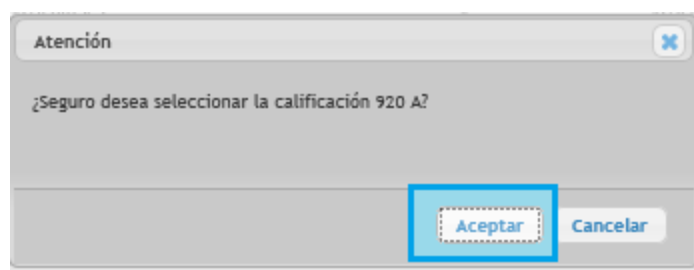 Atención
¿Seguro desea seleccionar la calificación 920 A?
Aceptar Cancelar